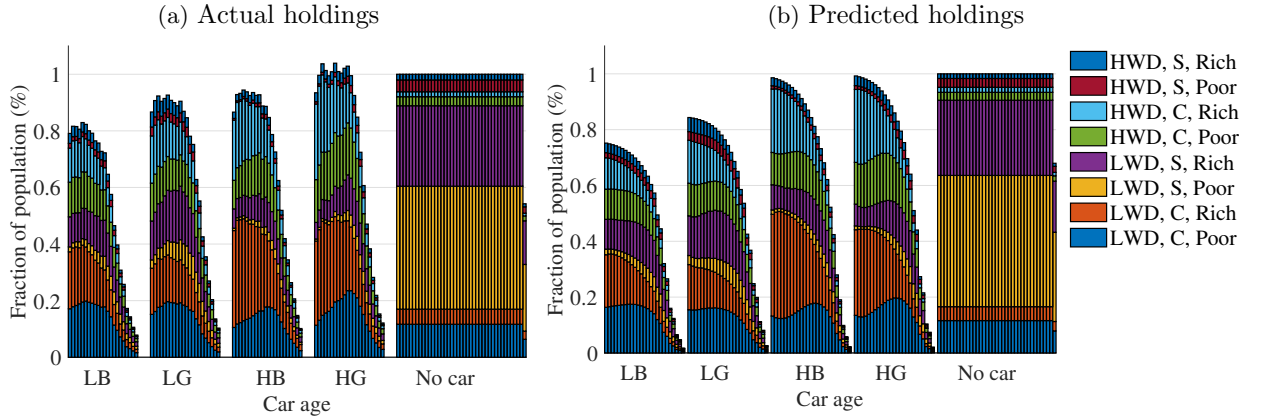 (a) Actual holdings
Fraction of population (%)
1
0.8
0.6
0.4
0.2
0
LB LG HB HG No car
Car age
(b) Predicted holdings
Fraction of population (%)
1
0.8
0.6
0.4
0.2
0
LB LG HB HG No car
Car age
HWD, S, Rich
HWD, S, Poor
HWD, C, Rich
HWD, C, Poor
LWD, S, Rich
LWD, S, Poor
LWD, C, Rich
LWD, C, Poor